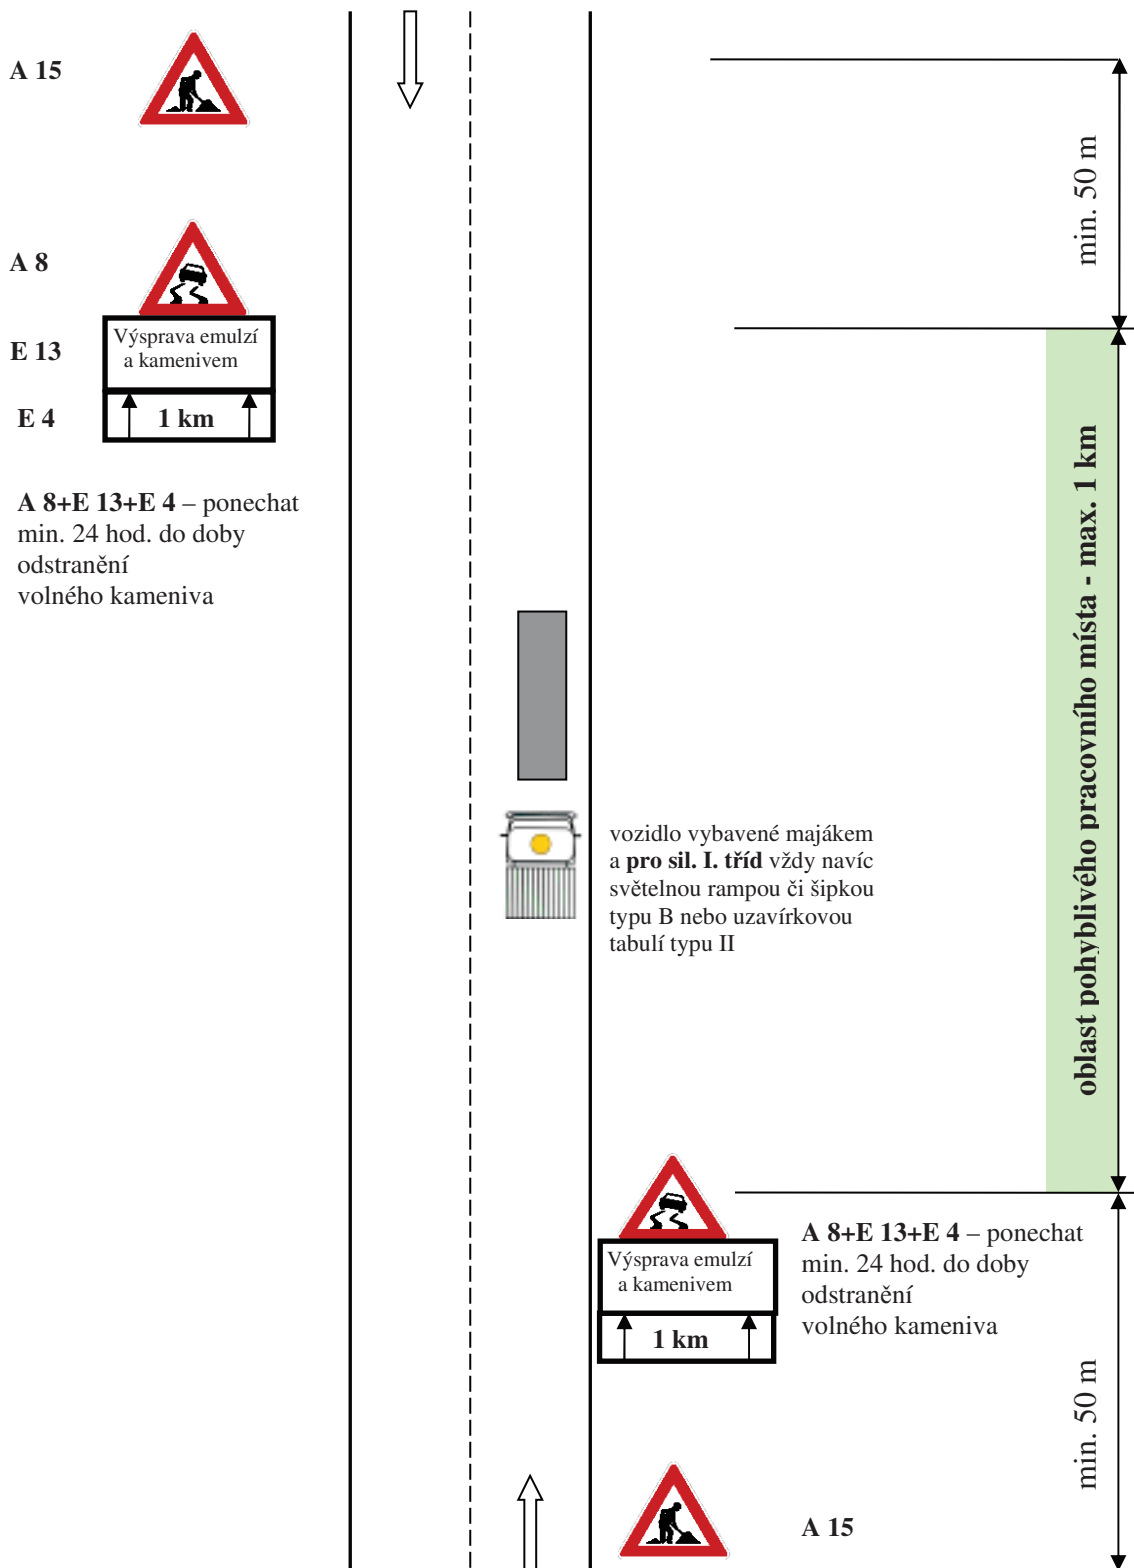 A 15
A 8
E 13
Výsprava emulzí
a kamenivem
E 4
1 km
A 8+E 13+E 4 – ponechat
min. 24 hod. do doby
odstranění
volného kameniva
min. 50 m
oblast pohyblivého pracovního místa - max. 1 km
vozidlo vybavené majákem
a pro sil. I. tříd vždy navíc
světelnou rampou či šipkou
typu B nebo uzavírkovou
tabulí typu II
Výsprava emulzí
a kamenivem
1 km
A 8+E 13+E 4 – ponechat
min. 24 hod. do doby
odstranění
volného kameniva
min. 50 m
A 15